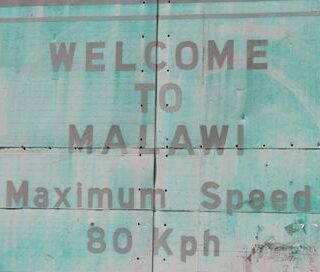 WELCOME
TO
MALAWI
Maximum Speed
80 Kph